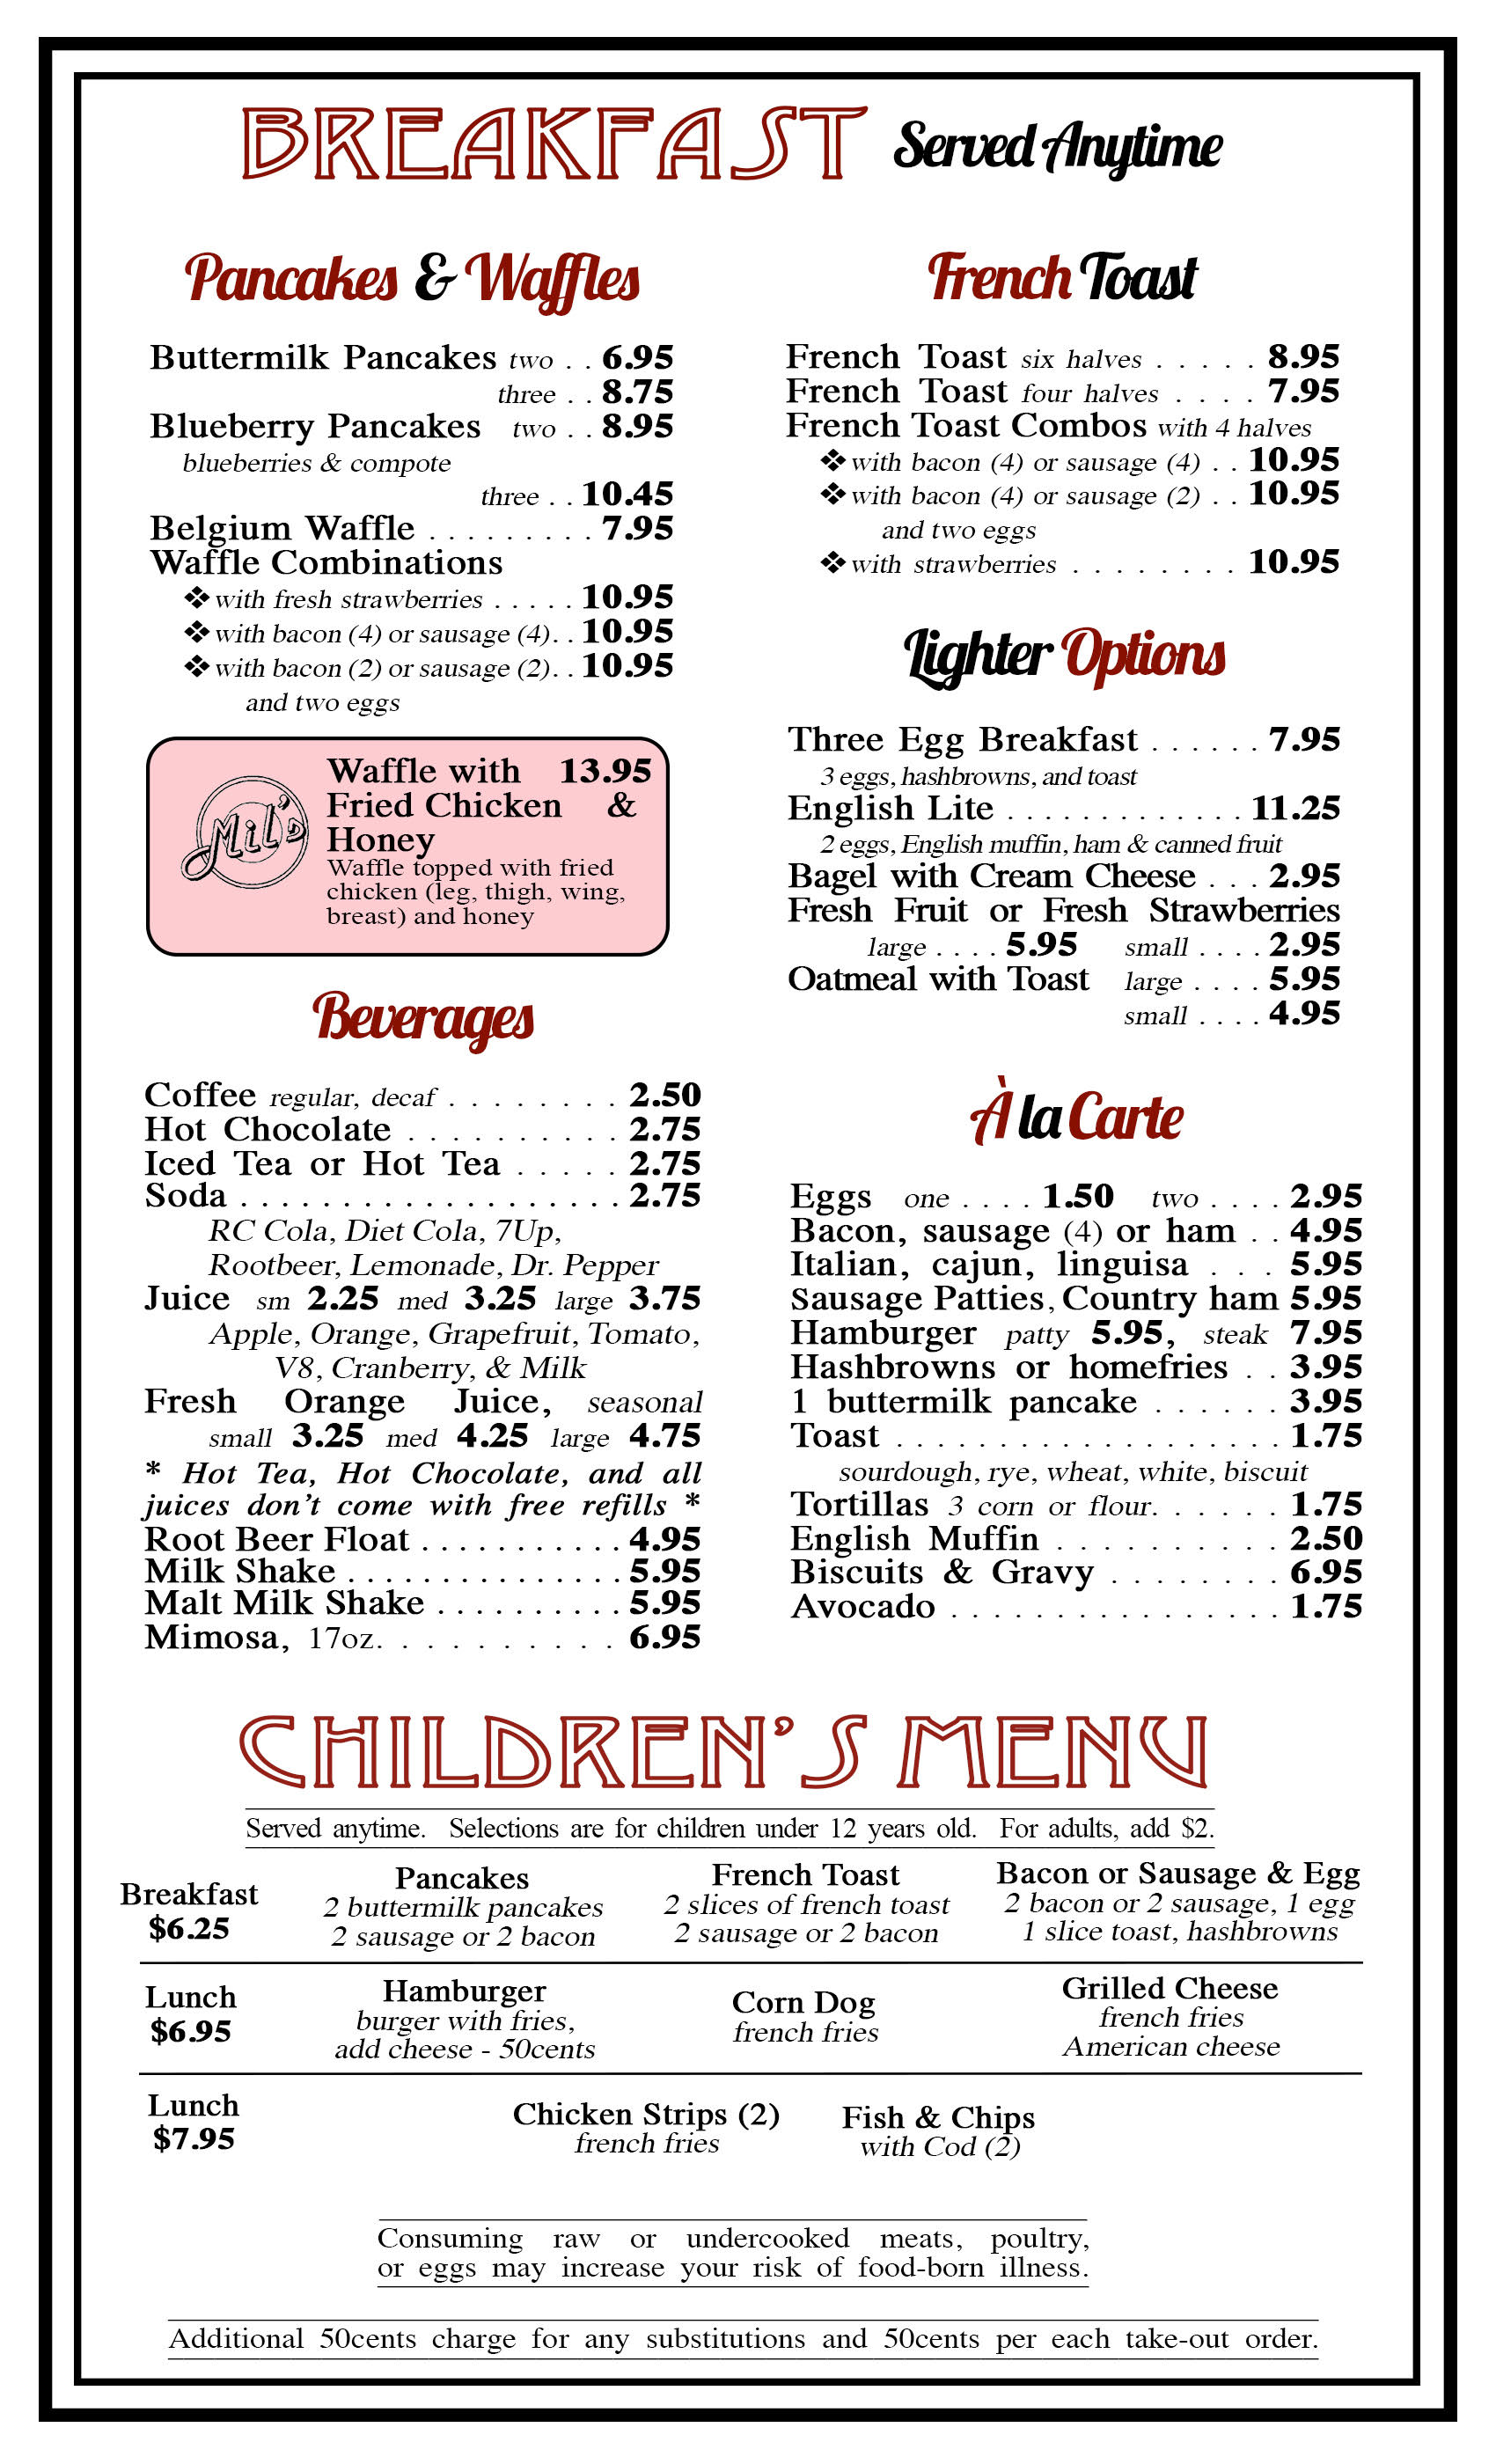 BREAKFAST Served Anytime
Pancakes & Waffles
Buttermilk Pancakes two . . 6.95
three . . 8.75
Blueberry Pancakes two . . 8.95
blueberries & compote
three . . 10.45
Belgium Waffle . . . . . . . . . 7.95
Waffle Combinations
❖ with fresh strawberries . . . . . 10.95
❖ with bacon (4) or sausage (4). . 10.95
❖ with bacon (2) or sausage (2). . 10.95
and two eggs
Mil's
Waffle with 13.95
Fried Chicken &
Honey
Waffle topped with fried
chicken (leg, thigh, wing,
breast) and honey
Beverages
Coffee regular, decaf . . . . . . . . 2.50
Hot Chocolate . . . . . . . . . . 2.75
Iced Tea or Hot Tea . . . . . 2.75
Soda . . . . . . . . . . . . . . . . . . . 2.75
RC Cola, Diet Cola, 7Up,
Rootbeer, Lemonade, Dr. Pepper
Juice sm 2.25 med 3.25 large 3.75
Apple, Orange, Grapefruit, Tomato,
V8, Cranberry, & Milk
Fresh Orange Juice, seasonal
small 3.25 med 4.25 large 4.75
* Hot Tea, Hot Chocolate, and all
juices don't come with free refills *
Root Beer Float . . . . . . . . . . . 4.95
Milk Shake . . . . . . . . . . . . . . . 5.95
Malt Milk Shake . . . . . . . . . . 5.95
Mimosa, 17oz. . . . . . . . . . 6.95
French Toast
French Toast six halves . . . . . 8.95
French Toast four halves . . . . 7.95
French Toast Combos with 4 halves
❖ with bacon (4) or sausage (4) . . 10.95
❖ with bacon (4) or sausage (2) . . 10.95
and two eggs
❖ with strawberries . . . . . . . . 10.95
Lighter Options
Three Egg Breakfast . . . . . . 7.95
3 eggs, hashbrowns, and toast
English Lite . . . . . . . . . . . . . 11.25
2 eggs, English muffin, ham & canned fruit
Bagel with Cream Cheese . . . 2.95
Fresh Fruit or Fresh Strawberries
large . . . . 5.95 small . . . . 2.95
Oatmeal with Toast large . . . . 5.95
small . . . . 4.95
À la Carte
Eggs one . . . . 1.50 two . . . . 2.95
Bacon, sausage (4) or ham . . 4.95
Italian, cajun, linguisa . . . 5.95
Sausage Patties, Country ham 5.95
Hamburger patty 5.95, steak 7.95
Hashbrowns or homefries . . 3.95
1 buttermilk pancake . . . . . . 3.95
Toast . . . . . . . . . . . . . . . . . . . 1.75
sourdough, rye, wheat, white, biscuit
Tortillas 3 corn or flour. . . . . . 1.75
English Muffin . . . . . . . . . . 2.50
Biscuits & Gravy . . . . . . . . 6.95
Avocado . . . . . . . . . . . . . . . . 1.75
CHILDREN'S MENU
Served anytime. Selections are for children under 12 years old. For adults, add $2.
Breakfast
$6.25
Pancakes
2 buttermilk pancakes
2 sausage or 2 bacon
French Toast
2 slices of french toast
2 sausage or 2 bacon
Bacon or Sausage & Egg
2 bacon or 2 sausage, 1 egg
1 slice toast, hashbrowns
Lunch
$6.95
Hamburger
burger with fries,
add cheese - 50cents
Corn Dog
french fries
Grilled Cheese
french fries
American cheese
Lunch
$7.95
Chicken Strips (2)
french fries
Fish & Chips
with Cod (2)
Consuming raw or undercooked meats, poultry,
or eggs may increase your risk of food-born illness.
Additional 50cents charge for any substitutions and 50cents per each take-out order.